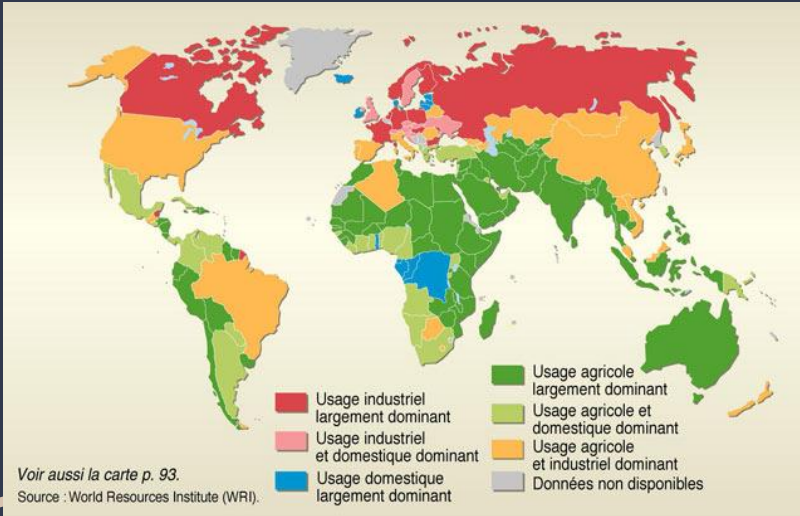 Usage industriel
largement dominant
Usage industriel
et domestique dominant
Usage domestique
largement dominant
Usage agricole
largement dominant
Usage agricole et
domestique dominant
Usage agricole
et industriel dominant
Données non disponibles
Voir aussi la carte p. 93.
Source : World Resources Institute (WRI).